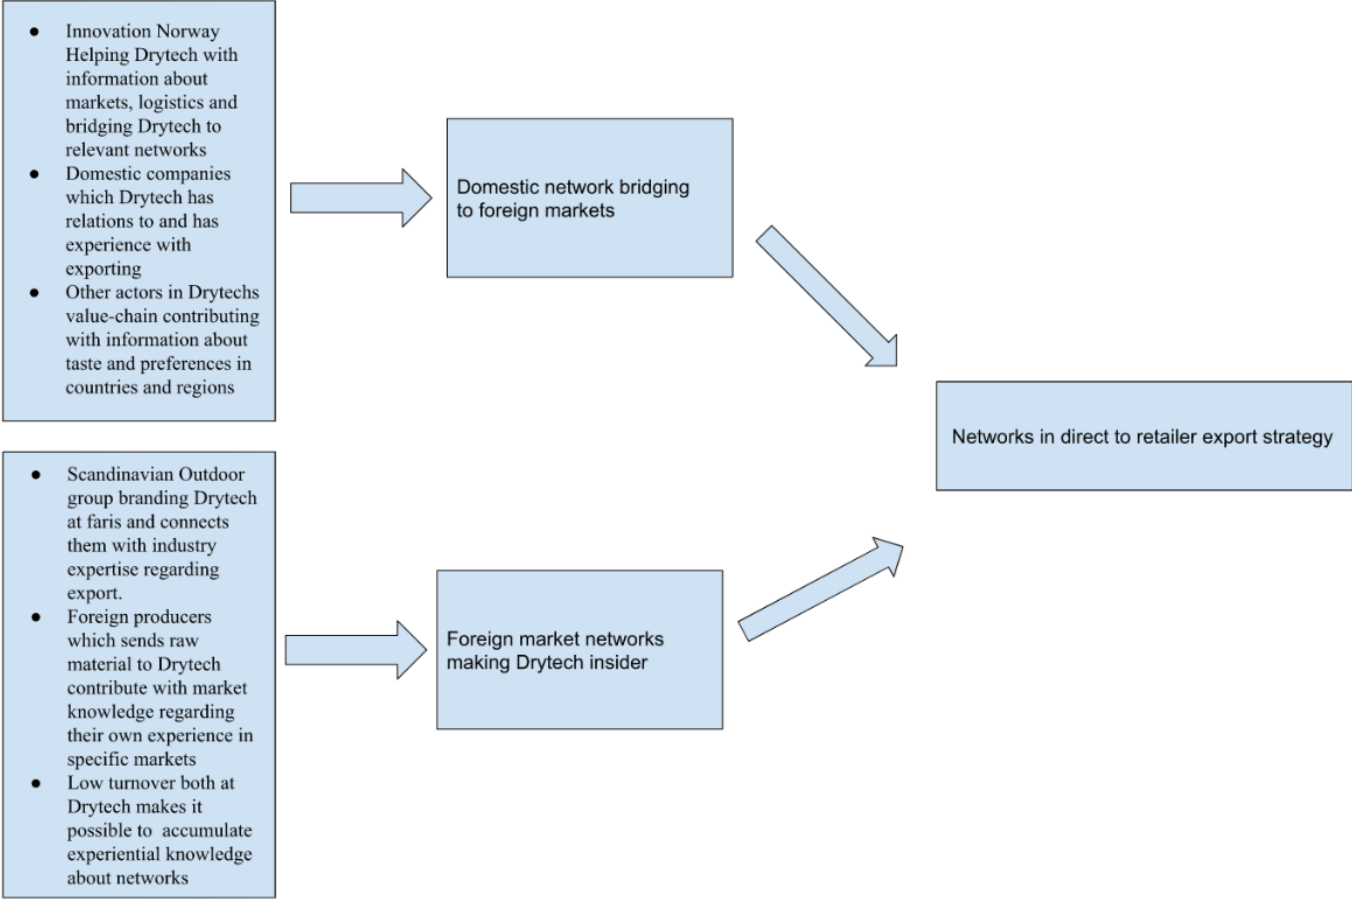 ● Innovation Norway
Helping Drytech with
information about
markets, logistics and
bridging Drytech to
relevant networks
● Domestic companies
which Drytech has
relations to and has
experience with
exporting
● Other actors in Drytechs
value-chain contributing
with information about
taste and preferences in
countries and regions
Domestic network bridging
to foreign markets
● Scandinavian Outdoor
group branding Drytech
at faris and connects
them with industry
expertise regarding
export.
● Foreign producers
which sends raw
material to Drytech
contribute with market
knowledge regarding
their own experience in
specific markets
● Low turnover both at
Drytech makes it
possible to accumulate
experiential knowledge
about networks
Foreign market networks
making Drytech insider
Networks in direct to retailer export strategy